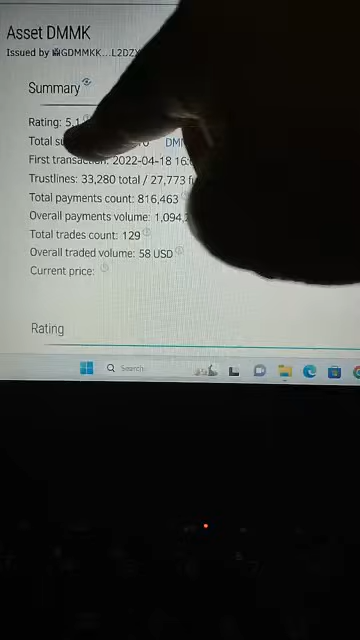 Asset DMMK
Issued by GDMMKK...L2DZ
Summary
Rating: 5.1
Total
First transaction: 2022-04-18 16:
Trustlines: 33,280 total / 27,773
Total payments count: 816,463
Overall payments volume: 1,094,
Total trades count: 129
Overall traded volume: 58 USD
Current price:
Rating
Search